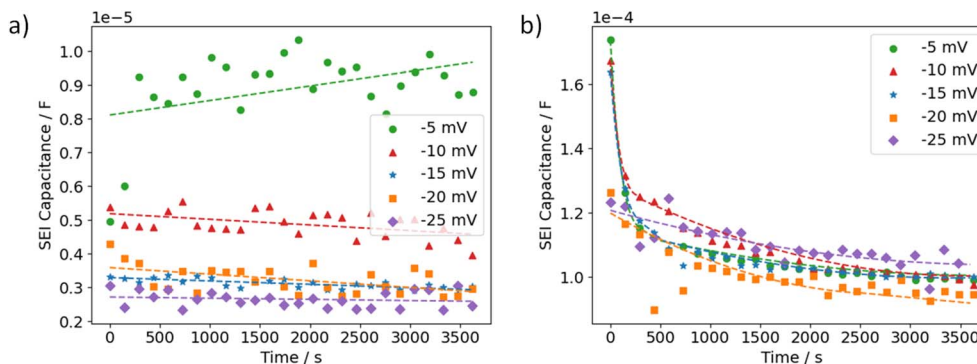 a)
1e−5
SEI Capacitance / F
1.0
0.9
0.8
0.7
0.6
0.5
0.4
0.3
0.2
-5 mV
-10 mV
-15 mV
-20 mV
-25 mV
0 500 1000 1500 2000 2500 3000 3500
Time / s
b)
1e−4
SEI Capacitance / F
1.6
1.4
1.2
1.0
-5 mV
-10 mV
-15 mV
-20 mV
-25 mV
0 500 1000 1500 2000 2500 3000 3500
Time / s